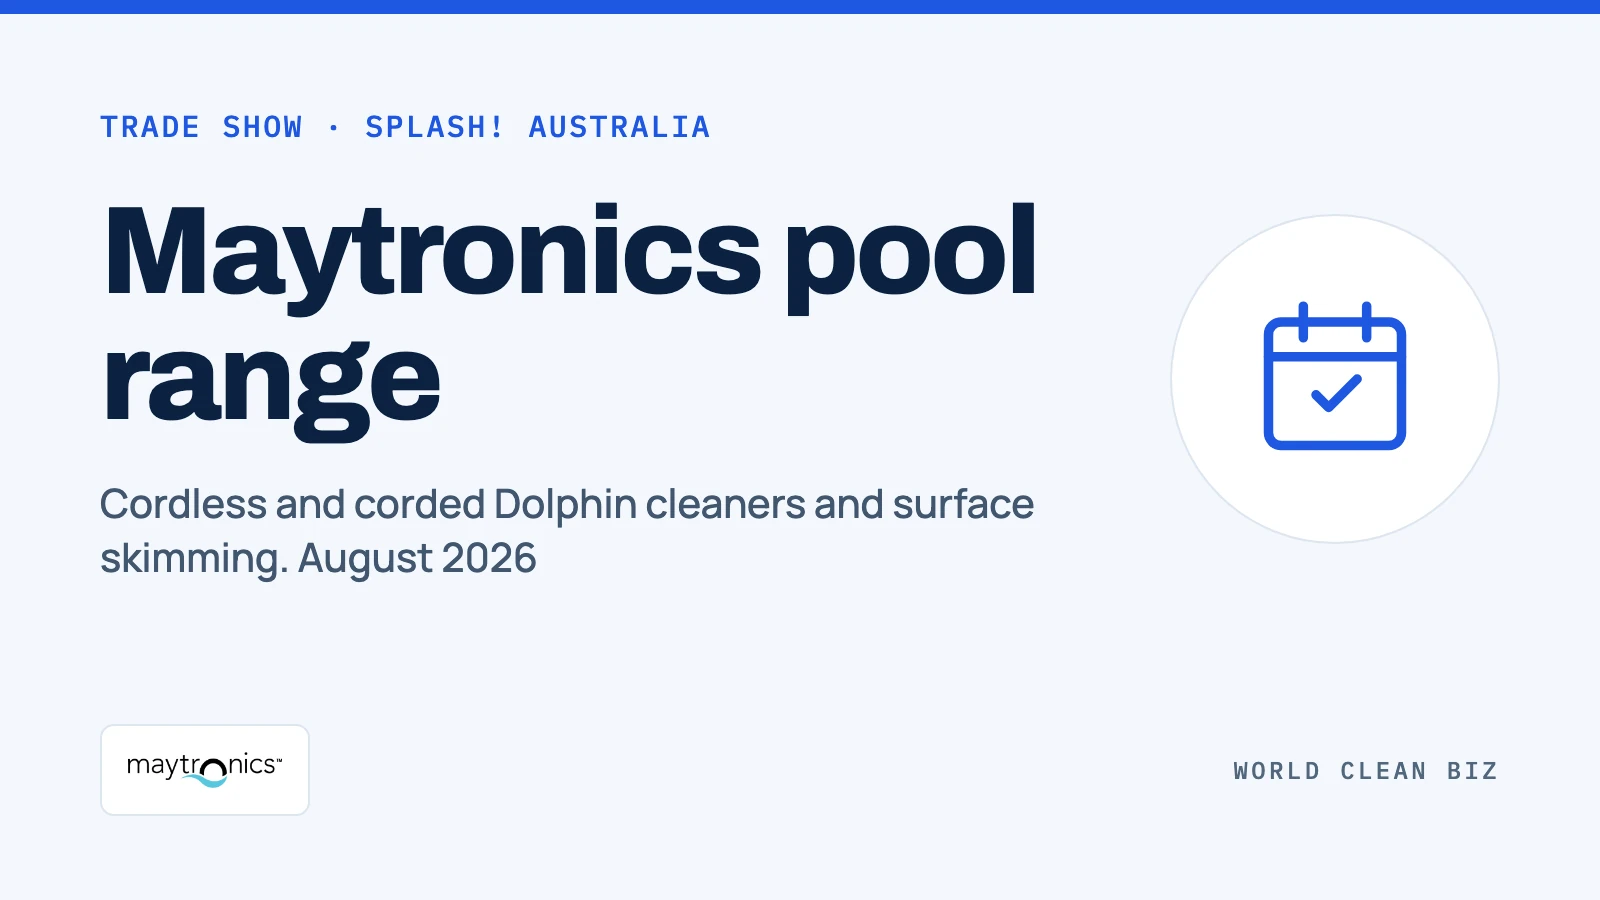 TRADE SHOW · SPLASH! AUSTRALIA
Maytronics pool
range
Cordless and corded Dolphin cleaners and surface
skimming. August 2026
maytronics™
WORLD CLEAN BIZ